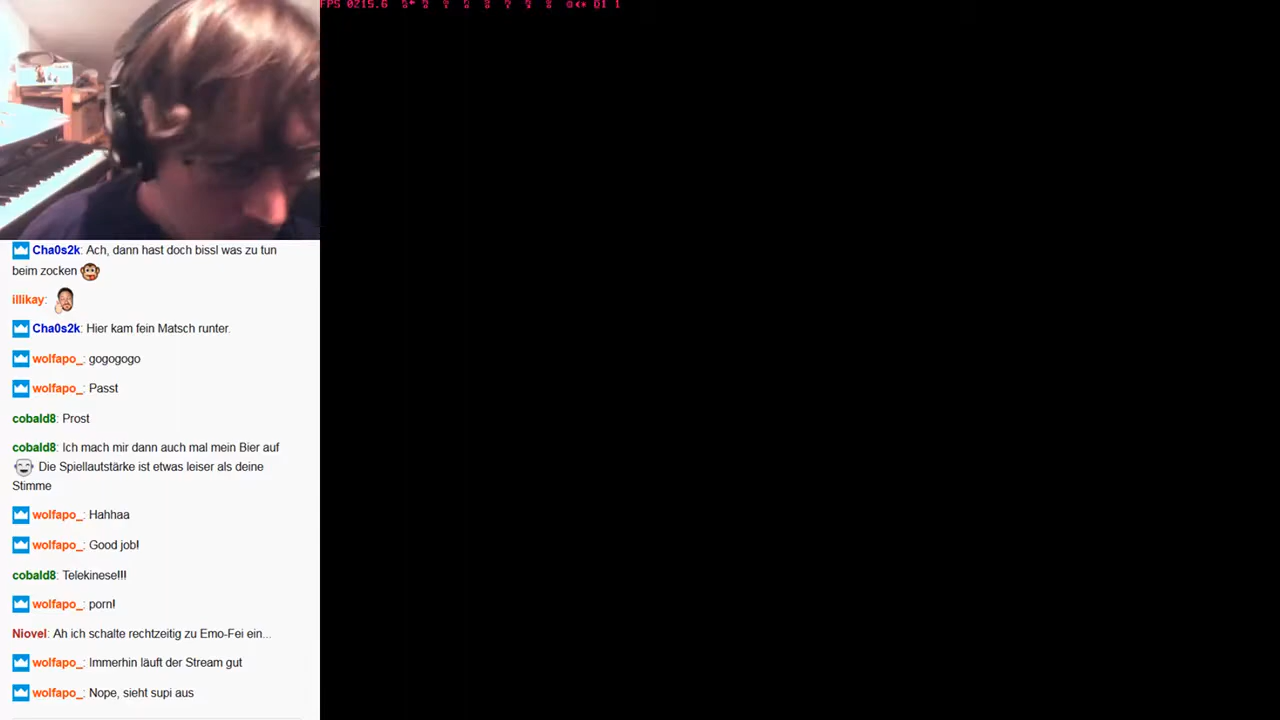 FPS 0215.6
Cha0s2k: Ach, dann hast doch bissl was zu tun
beim zocken
illikay:
Cha0s2k: Hier kam fein Matsch runter.
wolfapo_: gogogogo
wolfapo_: Passt
cobald8: Prost
cobald8: Ich mach mir dann auch mal mein Bier auf
Die Spiellautstärke ist etwas leiser als deine
Stimme
wolfapo_: Hahhaa
wolfapo_: Good job!
cobald8: Telekinese!!!
wolfapo_: porn!
Niovel: Ah ich schalte rechtzeitig zu Emo-Fei ein...
wolfapo_: Immerhin läuft der Stream gut
wolfapo_: Nope, sieht supi aus